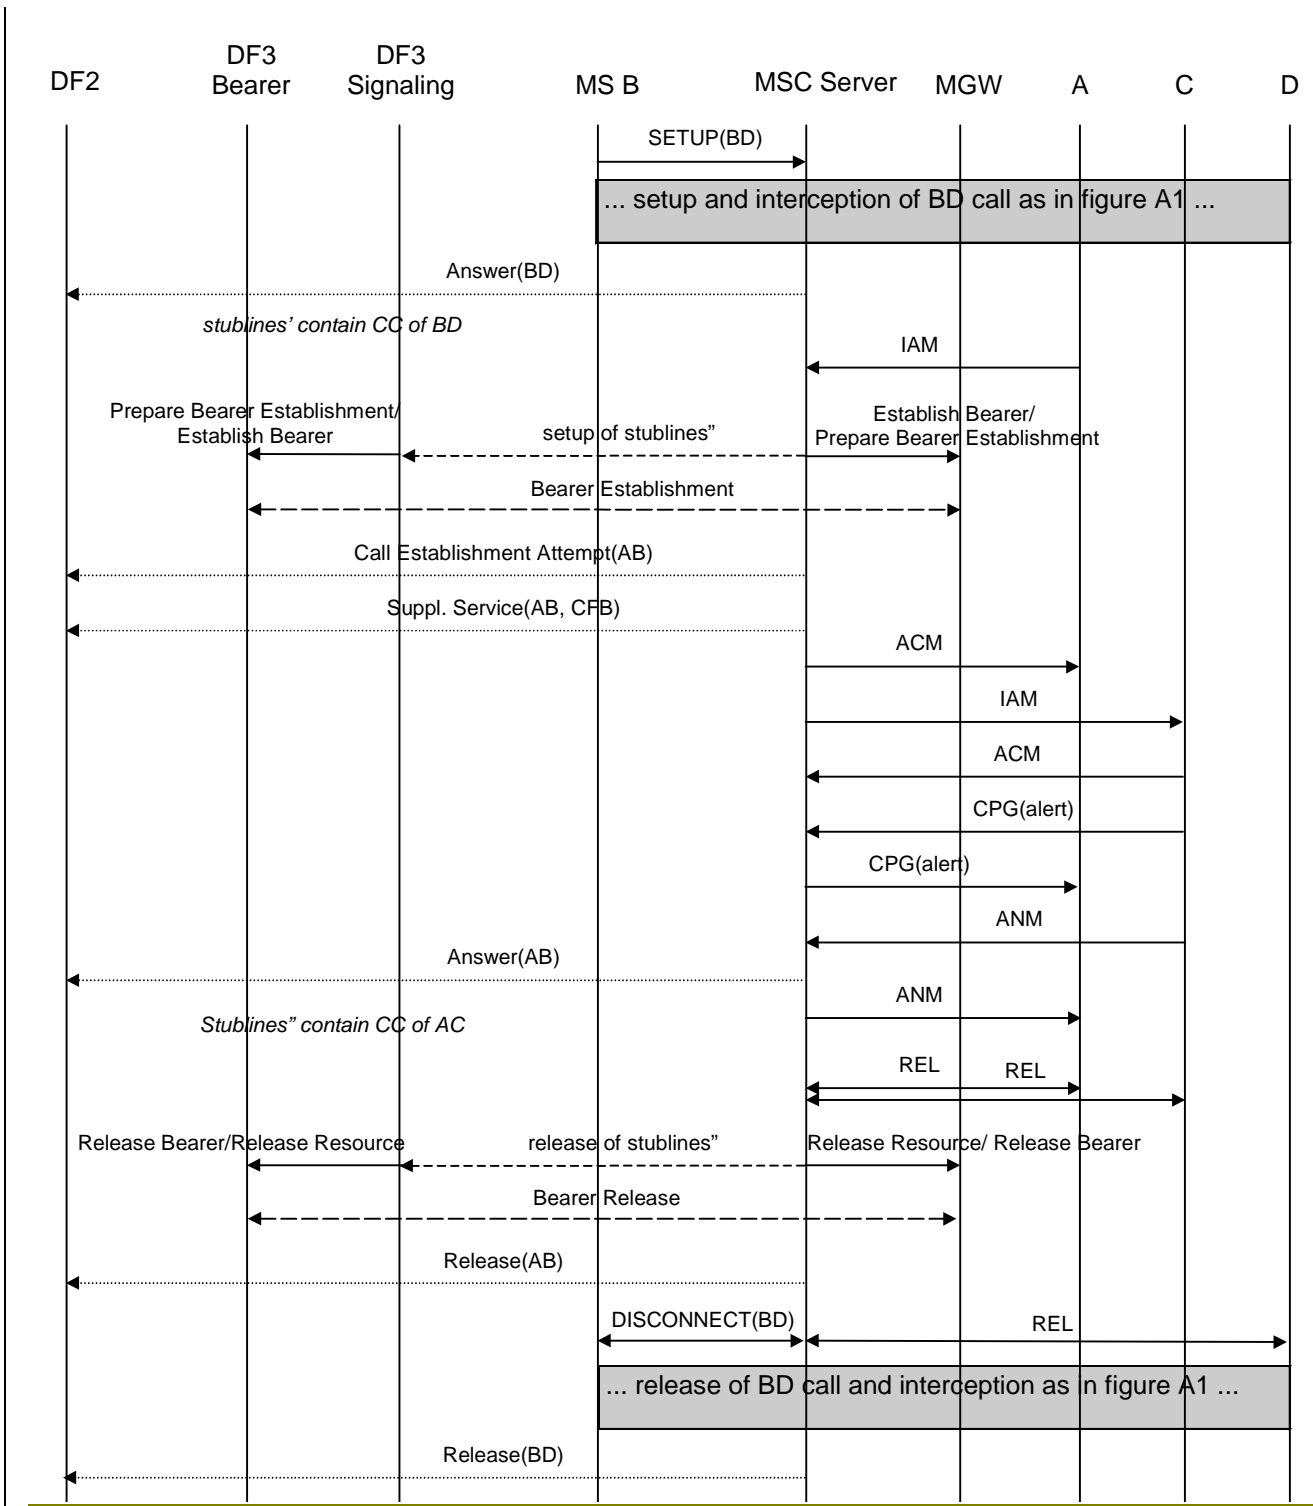 DF2
DF3
Bearer
DF3
Signaling
MS B
MSC Server
MGW
A
C
D
SETUP(BD)
... setup and interception of BD call as in figure A1 ...
Answer(BD)
stublines’ contain CC of BD
IAM
Prepare Bearer Establishment/
Establish Bearer
setup of stublines”
Establish Bearer/
Prepare Bearer Establishment
Bearer Establishment
Call Establishment Attempt(AB)
Suppl. Service(AB, CFB)
ACM
IAM
ACM
CPG(alert)
CPG(alert)
ANM
Answer(AB)
ANM
Stublines” contain CC of AC
REL
REL
Release Bearer/Release Resource
release of stublines”
Release Resource/ Release Bearer
Bearer Release
Release(AB)
DISCONNECT(BD)
REL
... release of BD call and interception as in figure A1 ...
Release(BD)